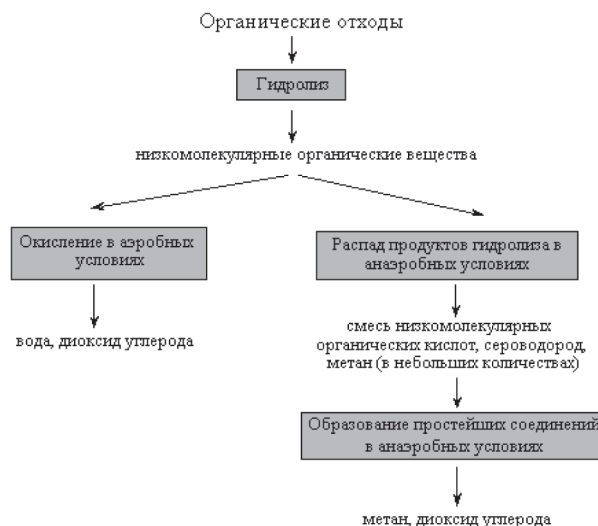 Органические отходы
Гидролиз
низкомолекулярные органические вещества
Окисление в аэробных
условиях
вода, диоксид углерода
Распад продуктов гидролиза в
анаэробных условиях
смесь низкомолекулярных
органических кислот, сероводород,
метан (в небольших количествах)
Образование простейших соединений
в анаэробных условиях
метан, диоксид углерода